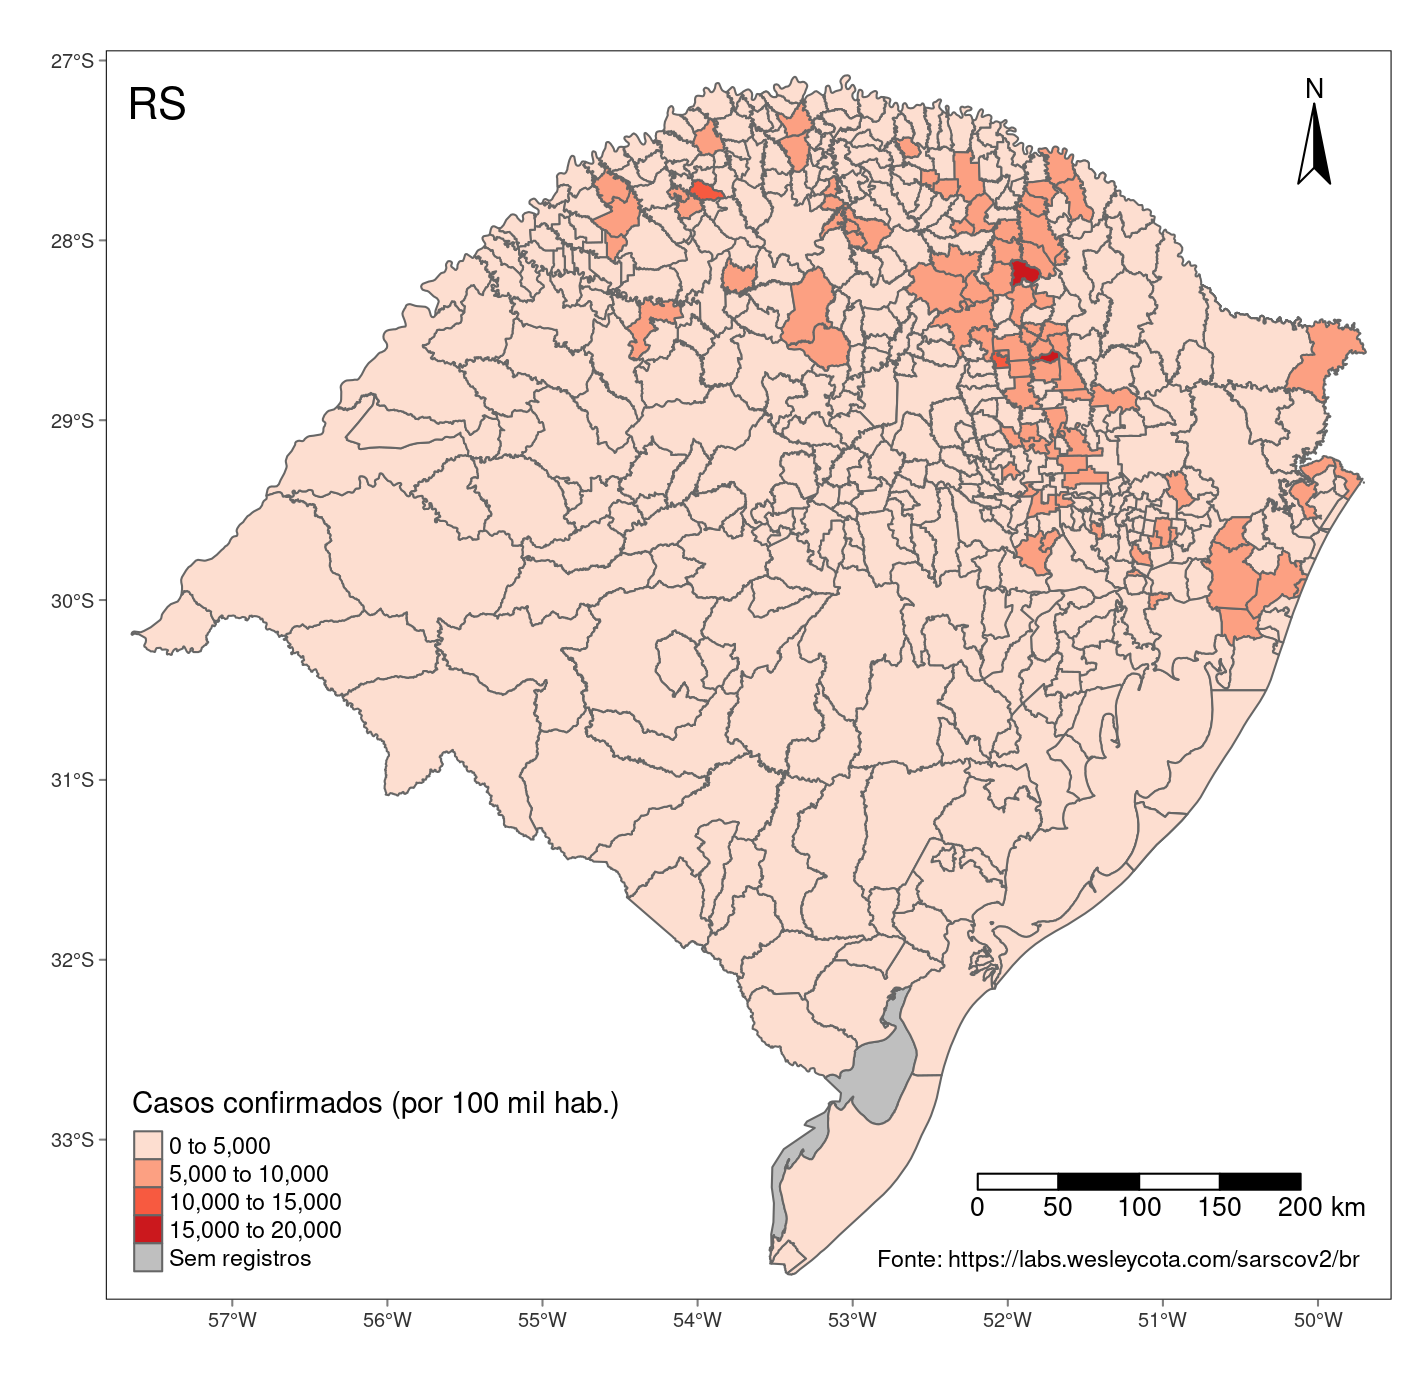 RS
N
27°S
28°S
29°S
30°S
31°S
32°S
33°S
Casos confirmados (por 100 mil hab.)
0 to 5,000
5,000 to 10,000
10,000 to 15,000
15,000 to 20,000
Sem registros
0 50 100 150 200 km
Fonte: https://labs.wesleycota.com/sarscov2/br
57°W 56°W 55°W 54°W 53°W 52°W 51°W 50°W